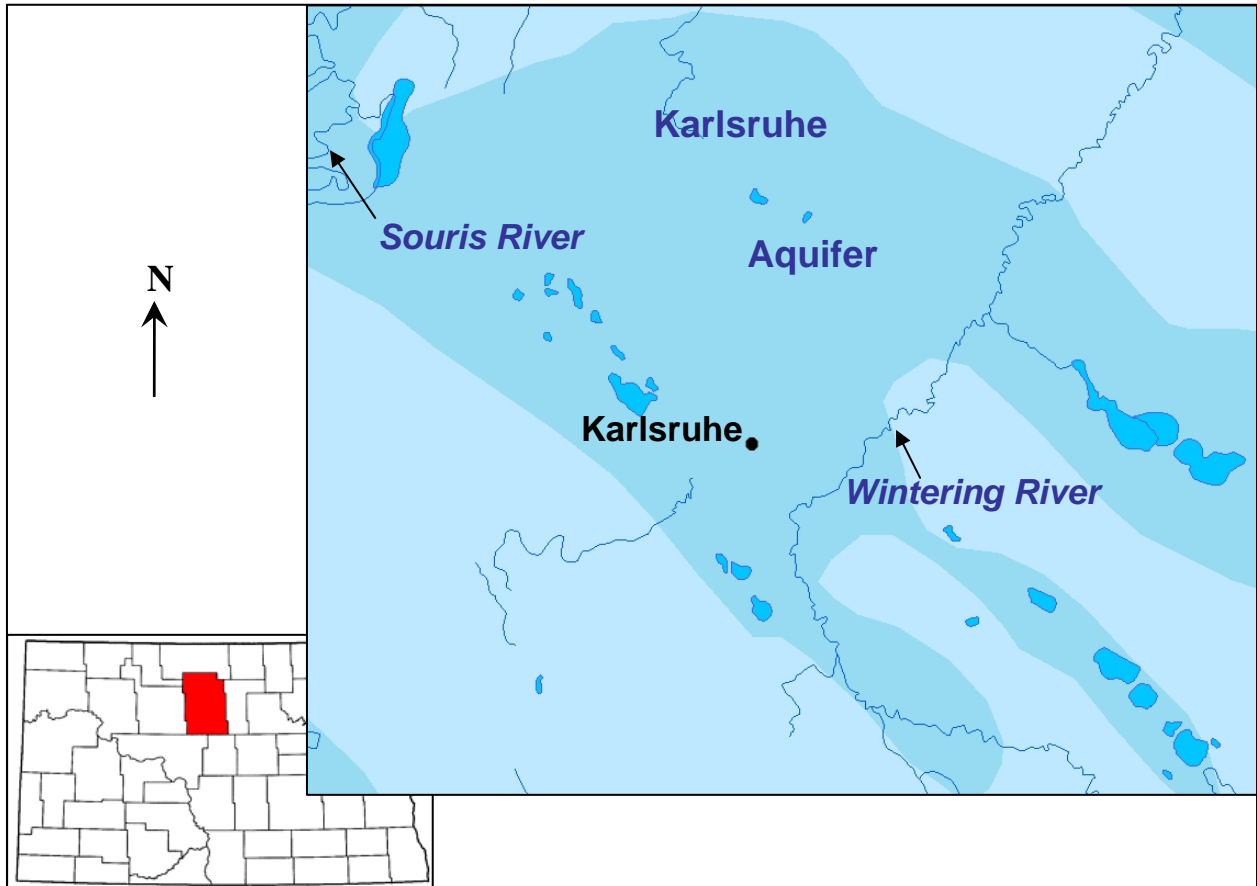 Karlsruhe
Souris River
Aquifer
N
Karlsruhe
Wintering River